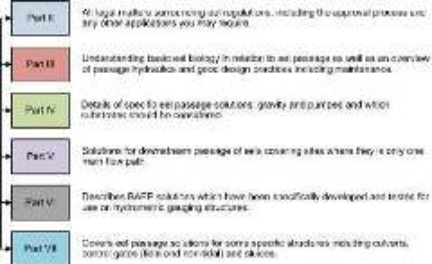 Part II
All legal matters surrounding eel regulations, including the approval process and
any other applications you may require.
Part III
Understanding basic eel biology in relation to eel passage as well as an overview
of passage hydraulics and good design practices including maintenance.
Part IV
Details of specific eel passage solutions, gravity and pumped and which
substrates should be considered.
Part V
Solutions for downstream passage of eels covering sites where they is only one
main flow path.
Part VI
Describes BAFF solutions which have been specifically developed and tested for
use on hydrometric gauging structures.
Part VII
Covers eel passage solutions for some specific structures including culverts,
control gates (tidal and non tidal) and sluices.